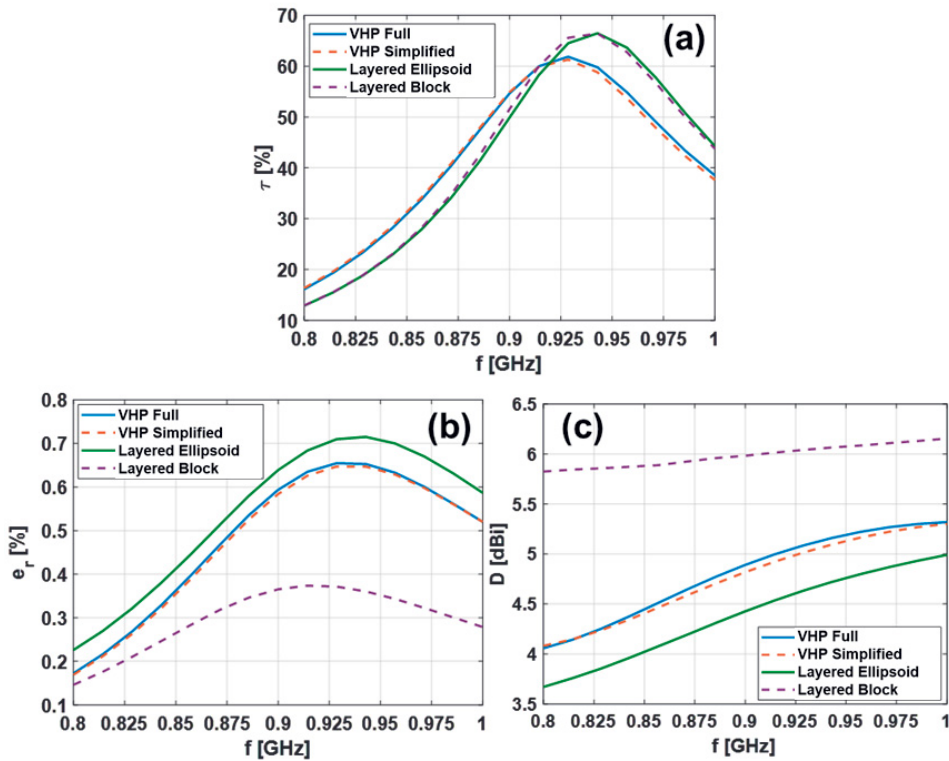 (a)
τ [%]
70
60
50
40
30
20
10
VHP Full
VHP Simplified
Layered Ellipsoid
Layered Block
0.8 0.825 0.85 0.875 0.9 0.925 0.95 0.975 1
f [GHz]
(b)
e_r [%]
0.8
0.7
0.6
0.5
0.4
0.3
0.2
0.1
VHP Full
VHP Simplified
Layered Ellipsoid
Layered Block
0.8 0.825 0.85 0.875 0.9 0.925 0.95 0.975 1
f [GHz]
(c)
D [dBi]
6.5
6
5.5
5
4.5
4
3.5
VHP Full
VHP Simplified
Layered Ellipsoid
Layered Block
0.8 0.825 0.85 0.875 0.9 0.925 0.95 0.975 1
f [GHz]